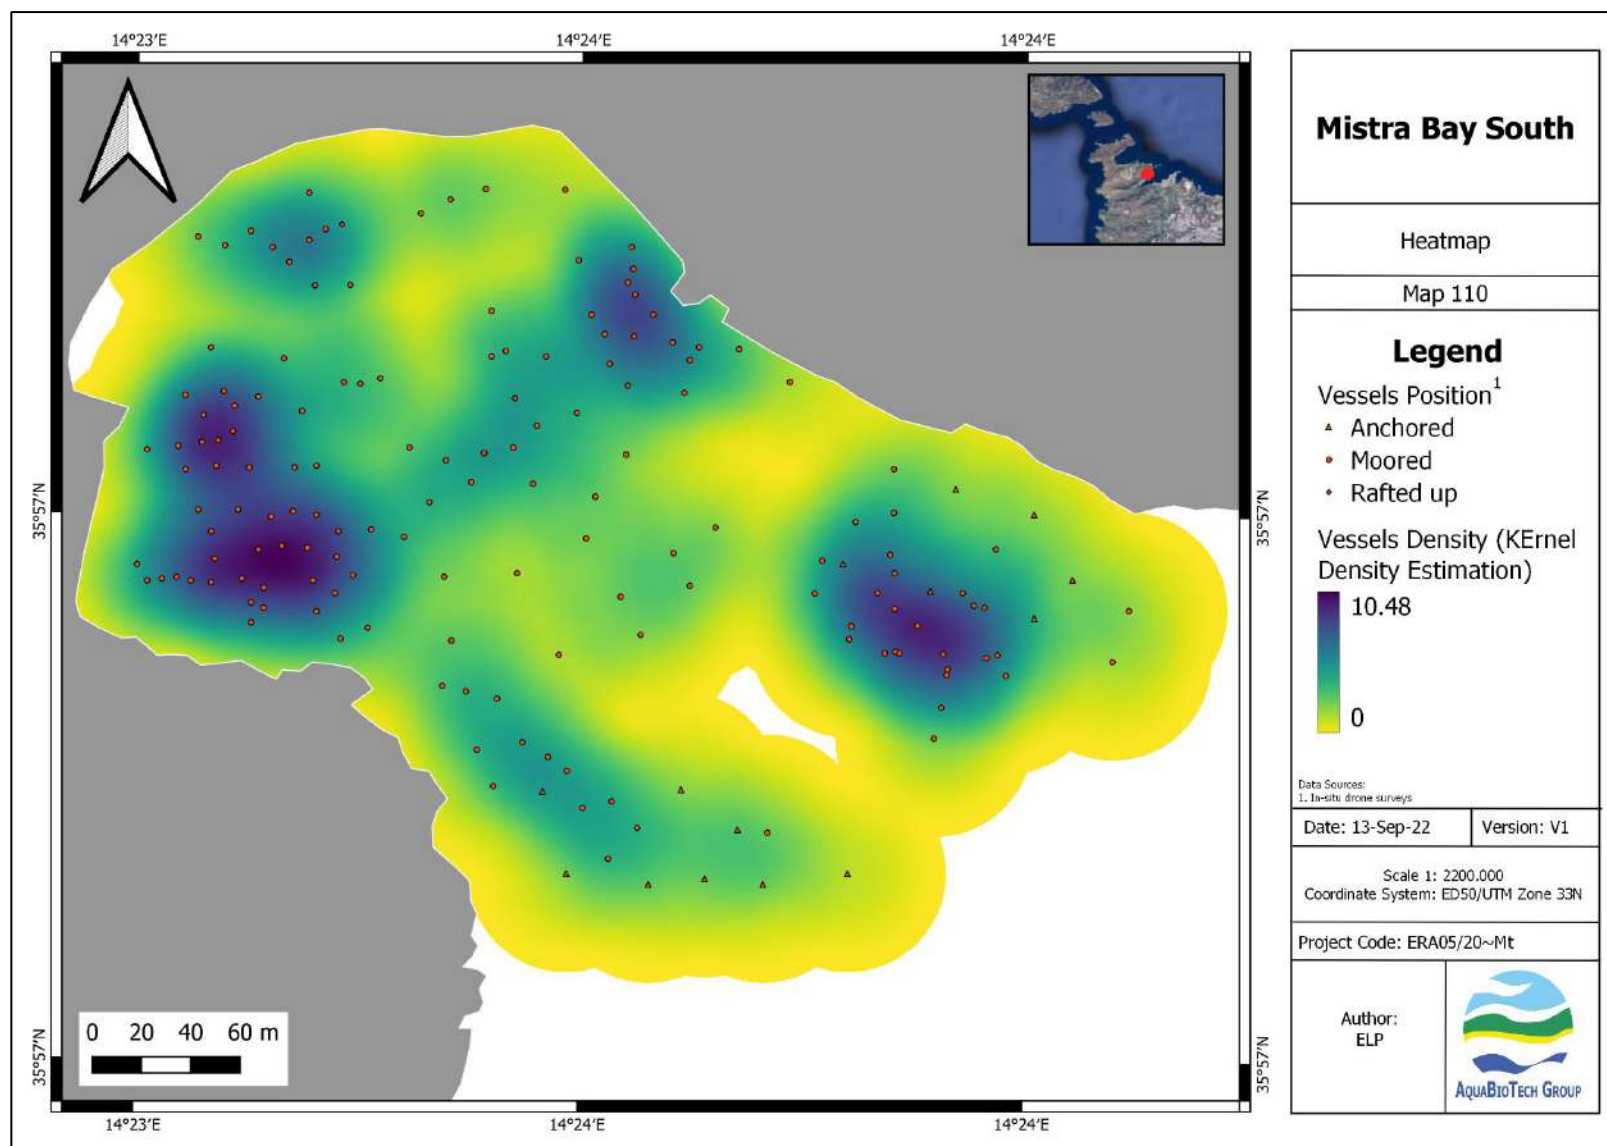 14°23'E 14°24'E 14°24'E
Mistra Bay South
Heatmap
Map 110
Legend
Vessels Position1
Anchored
Moored
Rafted up
Vessels Density (KErnel
Density Estimation)
10.48
0
Data Sources:
1. In-situ drone surveys
Date: 13-Sep-22 Version: V1
Scale 1: 2200.000
Coordinate System: ED50/UTM Zone 33N
Project Code: ERA05/20~Mt
Author:
ELP
AQUABIOTECH GROUP
35°57'N 35°57'N
0 20 40 60 m
35°57'N 35°57'N
14°23'E 14°24'E 14°24'E